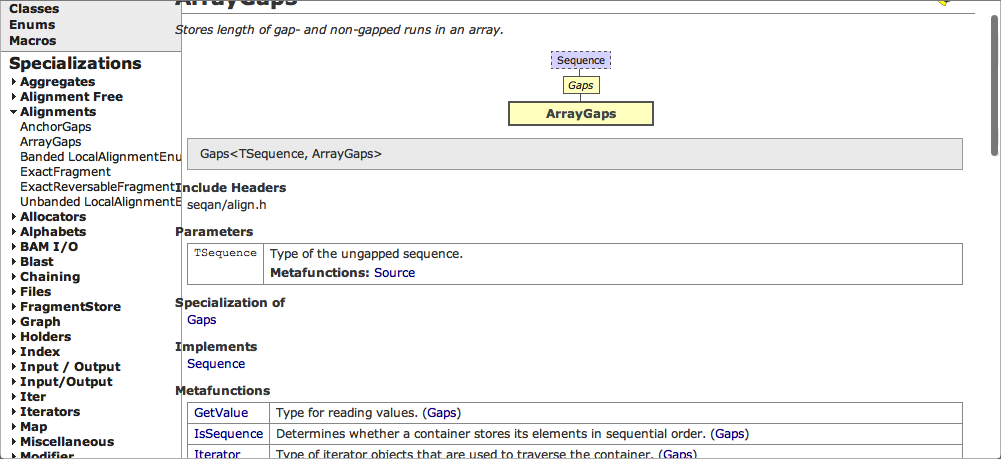 Classes
Enums
Macros
Specializations
Aggregates
Alignment Free
Alignments
AnchorGaps
ArrayGaps
Banded LocalAlignmentEnu
ExactFragment
ExactReversableFragment
Unbanded LocalAlignmentE
Allocators
Alphabets
BAM I/O
Blast
Chaining
Files
FragmentStore
Graph
Holders
Index
Input / Output
Input/Output
Iter
Iterators
Map
Miscellaneous
Modifier
ArrayGaps
Stores length of gap- and non-gapped runs in an array.
Sequence
Gaps
ArrayGaps
Gaps<TSequence, ArrayGaps>
Include Headers
seqan/align.h
Parameters
TSequence Type of the ungapped sequence.
Metafunctions: Source
Specialization of
Gaps
Implements
Sequence
Metafunctions
GetValue Type for reading values. (Gaps)
IsSequence Determines whether a container stores its elements in sequential order. (Gaps)
Iterator Type of iterator objects that are used to traverse the container. (Gaps)